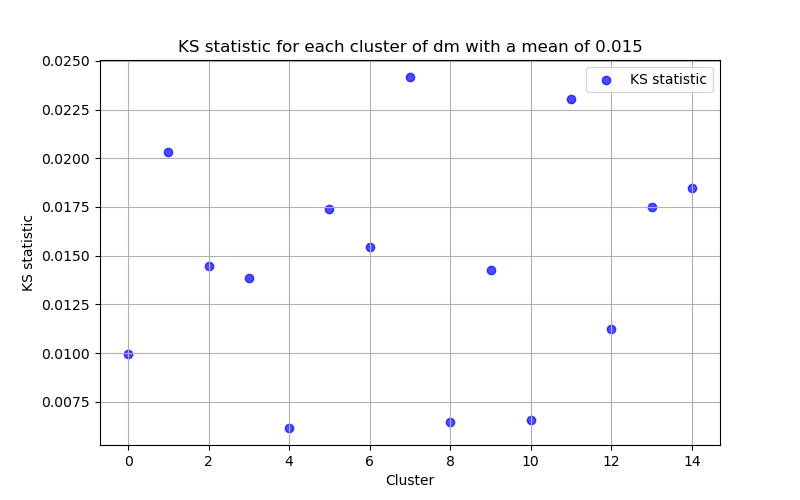 KS statistic for each cluster of dm with a mean of 0.015
KS statistic
0.0250
0.0225
0.0200
0.0175
0.0150
0.0125
0.0100
0.0075
KS statistic
0 2 4 6 8 10 12 14
Cluster